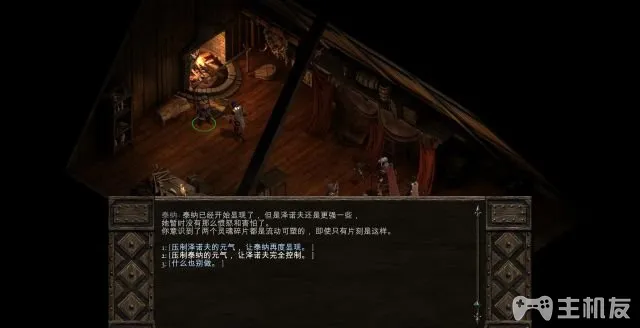 泰纳- 泰纳已经开始显现了，但是泽诺夫还是更强一些，
她暂时没有那么愤怒和害怕了。
你意识到了两个灵魂碎片都是流动可塑的，即使只有片刻是这样。
1: [压制泽诺夫的元气，让泰纳再度显现。]
2: [压制泰纳的元气，让泽诺夫完全控制。]
3: [什么也别做。]
主机友